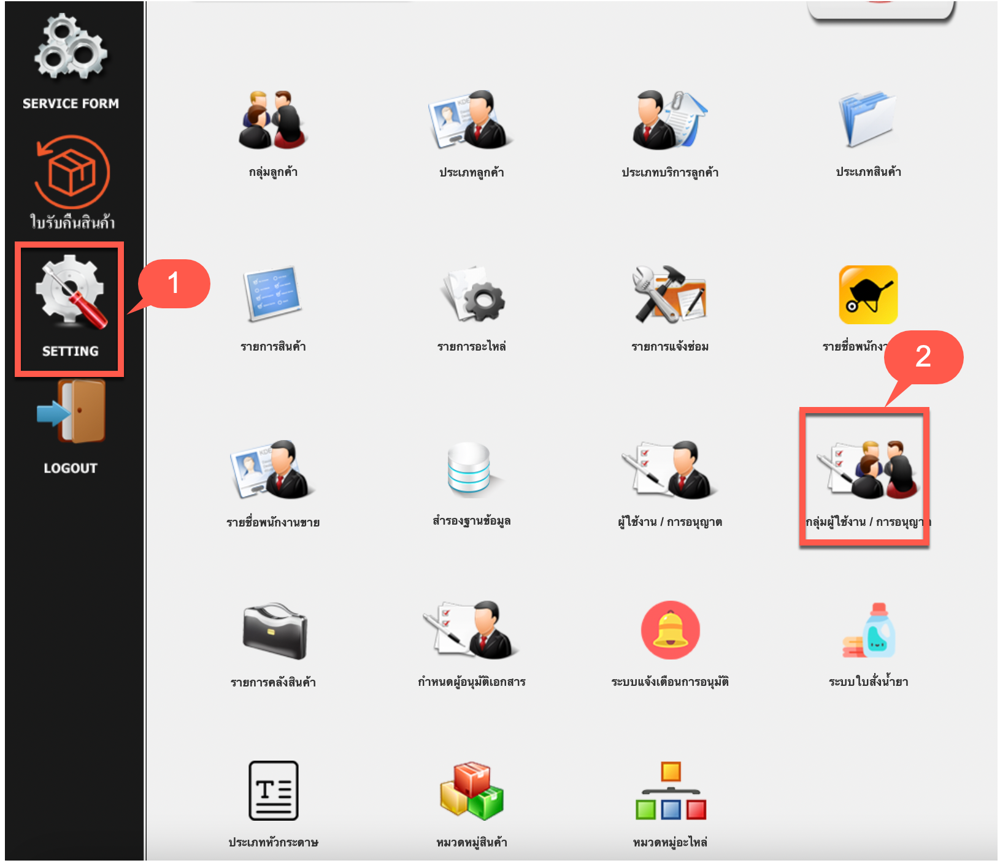 SERVICE FORM
ใบรับคืนสินค้า
SETTING
LOGOUT
1
กลุ่มลูกค้า
ประเภทลูกค้า
ประเภทบริการลูกค้า
ประเภทสินค้า
รายการสินค้า
รายการอะไหล่
รายการแจ้งซ่อม
รายชื่อพนักงา
2
รายชื่อพนักงานขาย
สำรองฐานข้อมูล
ผู้ใช้งาน / การอนุญาต
กลุ่มผู้ใช้งาน / การอนุญาต
รายการคลังสินค้า
กำหนดผู้อนุมัติเอกสาร
ระบบแจ้งเตือนการอนุมัติ
ระบบใบสั่งน้ำยา
ประเภทหัวกระดาษ
หมวดหมู่สินค้า
หมวดหมู่อะไหล่